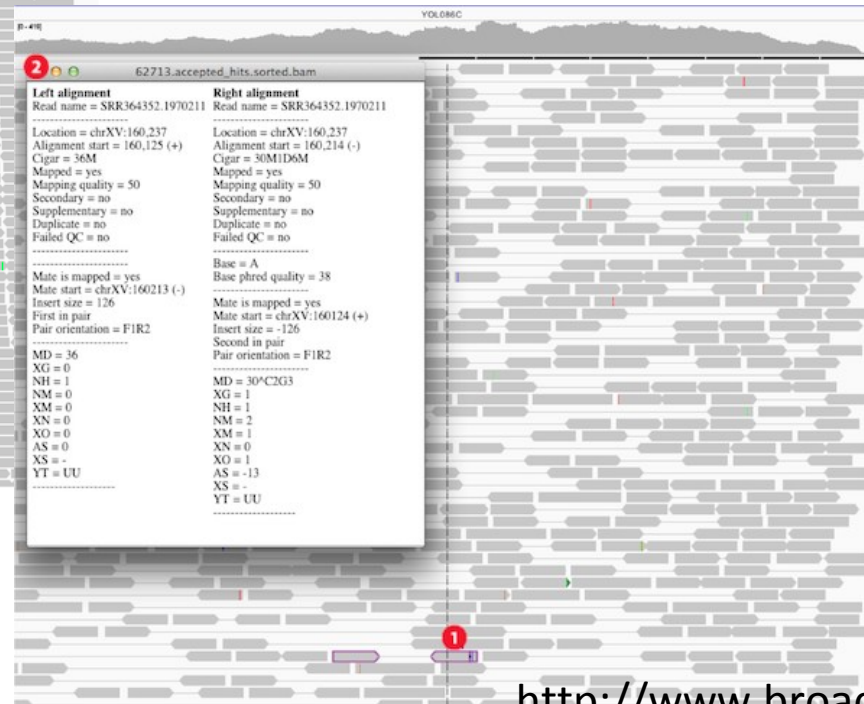 YOL086C
[0 - 419]
2
62713.accepted_hits.sorted.bam
Left alignment
Read name = SRR364352.1970211
----------------------
Location = chrXV:160,237
Alignment start = 160,125 (+)
Cigar = 36M
Mapped = yes
Mapping quality = 50
Secondary = no
Supplementary = no
Duplicate = no
Failed QC = no
----------------------
----------------------
Mate is mapped = yes
Mate start = chrXV:160213 (-)
Insert size = 126
First in pair
Pair orientation = F1R2
----------------------
MD = 36
XG = 0
NH = 1
NM = 0
XM = 0
XN = 0
XO = 0
AS = 0
XS = -
YT = UU
-------------------
Right alignment
Read name = SRR364352.1970211
----------------------
Location = chrXV:160,237
Alignment start = 160,214 (-)
Cigar = 30M1D6M
Mapped = yes
Mapping quality = 50
Secondary = no
Supplementary = no
Duplicate = no
Failed QC = no
----------------------
Base = A
Base phred quality = 38
----------------------
Mate is mapped = yes
Mate start = chrXV:160124 (+)
Insert size = -126
Second in pair
Pair orientation = F1R2
----------------------
MD = 30^C2G3
XG = 1
NH = 1
NM = 2
XM = 1
XN = 0
XO = 1
AS = -13
XS = -
YT = UU
-------------------
1
http://www.broad